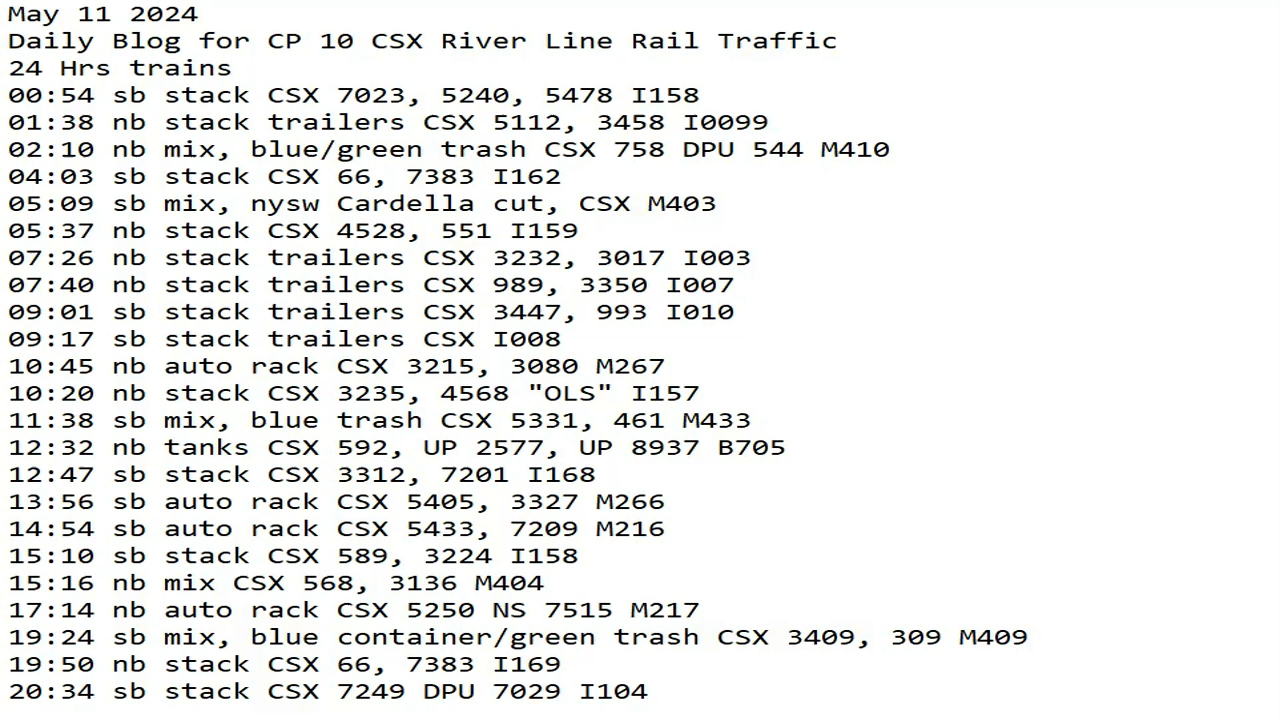 May 11 2024
Daily Blog for CP 10 CSX River Line Rail Traffic
24 Hrs trains
00:54 sb stack CSX 7023, 5240, 5478 I158
01:38 nb stack trailers CSX 5112, 3458 I0099
02:10 nb mix, blue/green trash CSX 758 DPU 544 M410
04:03 sb stack CSX 66, 7383 I162
05:09 sb mix, nysw Cardella cut, CSX M403
05:37 nb stack CSX 4528, 551 I159
07:26 nb stack trailers CSX 3232, 3017 I003
07:40 nb stack trailers CSX 989, 3350 I007
09:01 sb stack trailers CSX 3447, 993 I010
09:17 sb stack trailers CSX I008
10:45 nb auto rack CSX 3215, 3080 M267
10:20 nb stack CSX 3235, 4568 "OLS" I157
11:38 sb mix, blue trash CSX 5331, 461 M433
12:32 nb tanks CSX 592, UP 2577, UP 8937 B705
12:47 sb stack CSX 3312, 7201 I168
13:56 sb auto rack CSX 5405, 3327 M266
14:54 sb auto rack CSX 5433, 7209 M216
15:10 sb stack CSX 589, 3224 I158
15:16 nb mix CSX 568, 3136 M404
17:14 nb auto rack CSX 5250 NS 7515 M217
19:24 sb mix, blue container/green trash CSX 3409, 309 M409
19:50 nb stack CSX 66, 7383 I169
20:34 sb stack CSX 7249 DPU 7029 I104